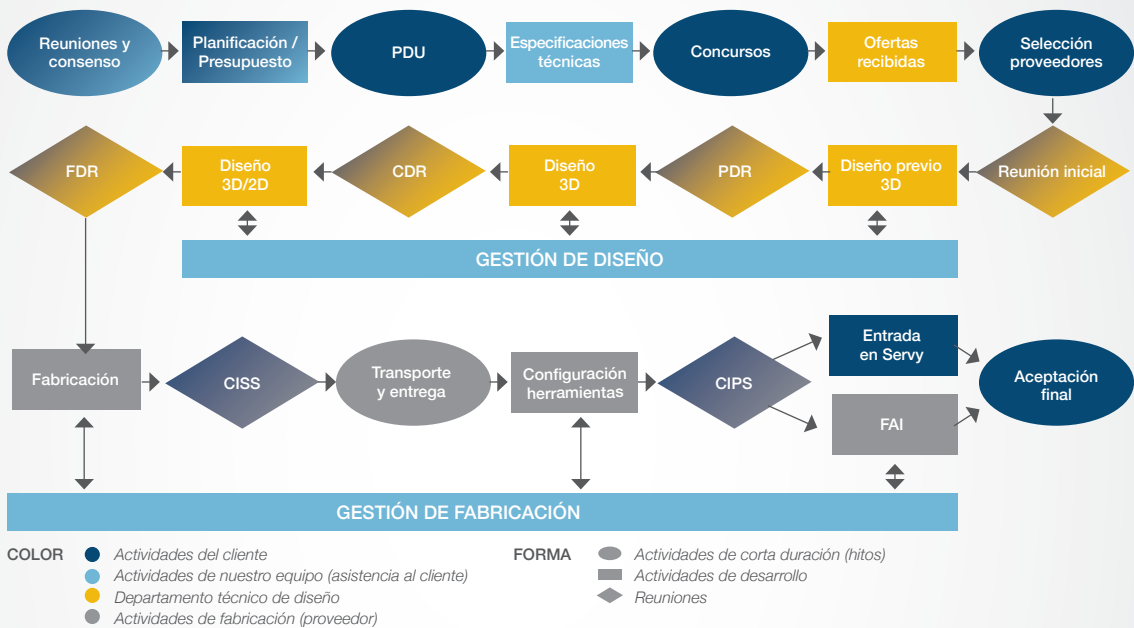 Reuniones y
consenso
Planificación /
Presupuesto
PDU
Especificaciones
técnicas
Concursos
Ofertas
recibidas
Selección
proveedores
FDR
Diseño
3D/2D
CDR
Diseño
3D
PDR
Diseño previo
3D
Reunión inicial
GESTIÓN DE DISEÑO
Fabricación
CISS
Transporte
y entrega
Configuración
herramientas
CIPS
Entrada
en Servy
FAI
Aceptación
final
GESTIÓN DE FABRICACIÓN
COLOR
Actividades del cliente
Actividades de nuestro equipo (asistencia al cliente)
Departamento técnico de diseño
Actividades de fabricación (proveedor)
FORMA
Actividades de corta duración (hitos)
Actividades de desarrollo
Reuniones